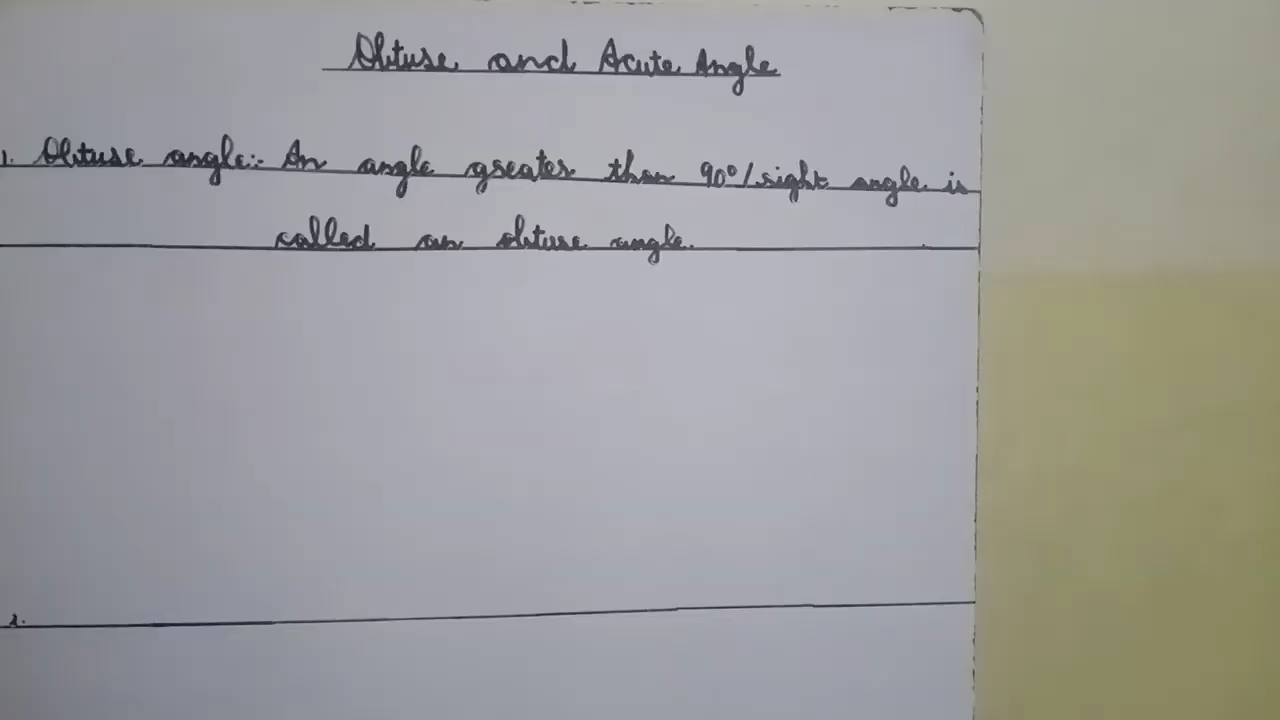 Obtuse and Acute Angle
1. Obtuse angle:- An angle greater than 90°/right angle is
called an obtuse angle.
2.